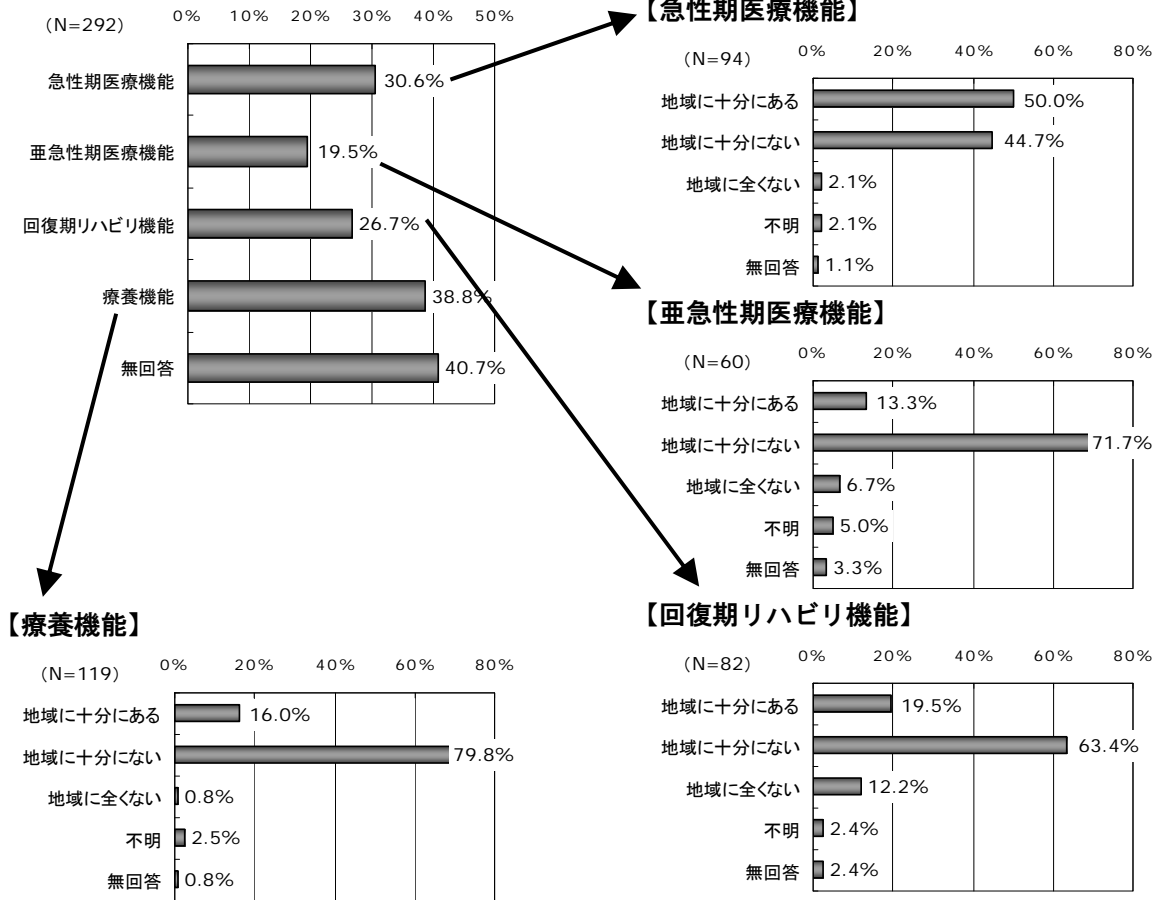 (N=292)
0% 10% 20% 30% 40% 50%
急性期医療機能 30.6%
亜急性期医療機能 19.5%
回復期リハビリ機能 26.7%
療養機能 38.8%
無回答 40.7%
【急性期医療機能】
(N=94)
0% 20% 40% 60% 80%
地域に十分にある 50.0%
地域に十分にない 44.7%
地域に全くない 2.1%
不明 2.1%
無回答 1.1%
【亜急性期医療機能】
(N=60)
0% 20% 40% 60% 80%
地域に十分にある 13.3%
地域に十分にない 71.7%
地域に全くない 6.7%
不明 5.0%
無回答 3.3%
【療養機能】
(N=119)
0% 20% 40% 60% 80%
地域に十分にある 16.0%
地域に十分にない 79.8%
地域に全くない 0.8%
不明 2.5%
無回答 0.8%
【回復期リハビリ機能】
(N=82)
0% 20% 40% 60% 80%
地域に十分にある 19.5%
地域に十分にない 63.4%
地域に全くない 12.2%
不明 2.4%
無回答 2.4%